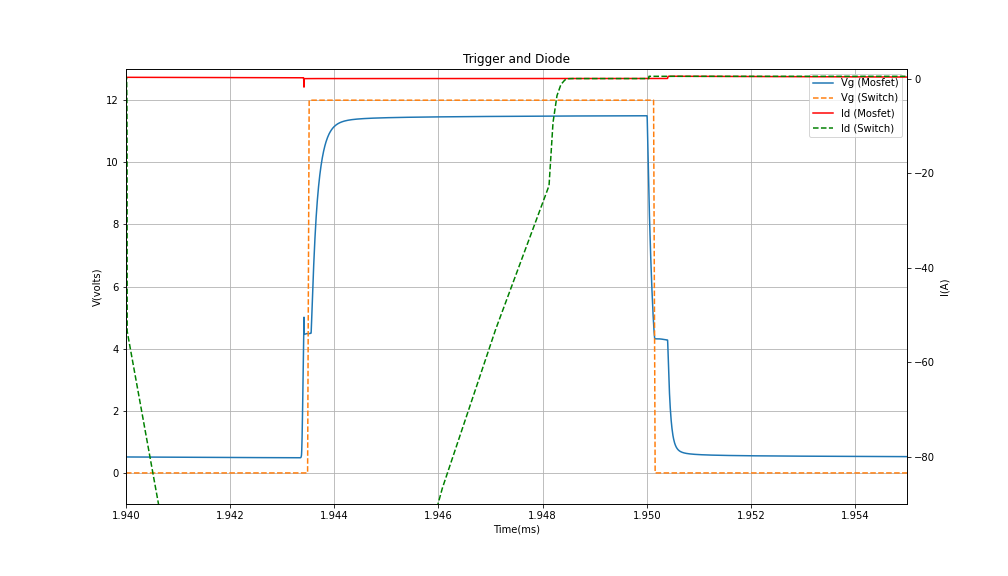 Trigger and Diode
Vg (Mosfet)
Vg (Switch)
Id (Mosfet)
Id (Switch)
V(volts)
12
10
8
6
4
2
0
0
−20
−40
−60
−80
I(A)
1.940 1.942 1.944 1.946 1.948 1.950 1.952 1.954
Time(ms)